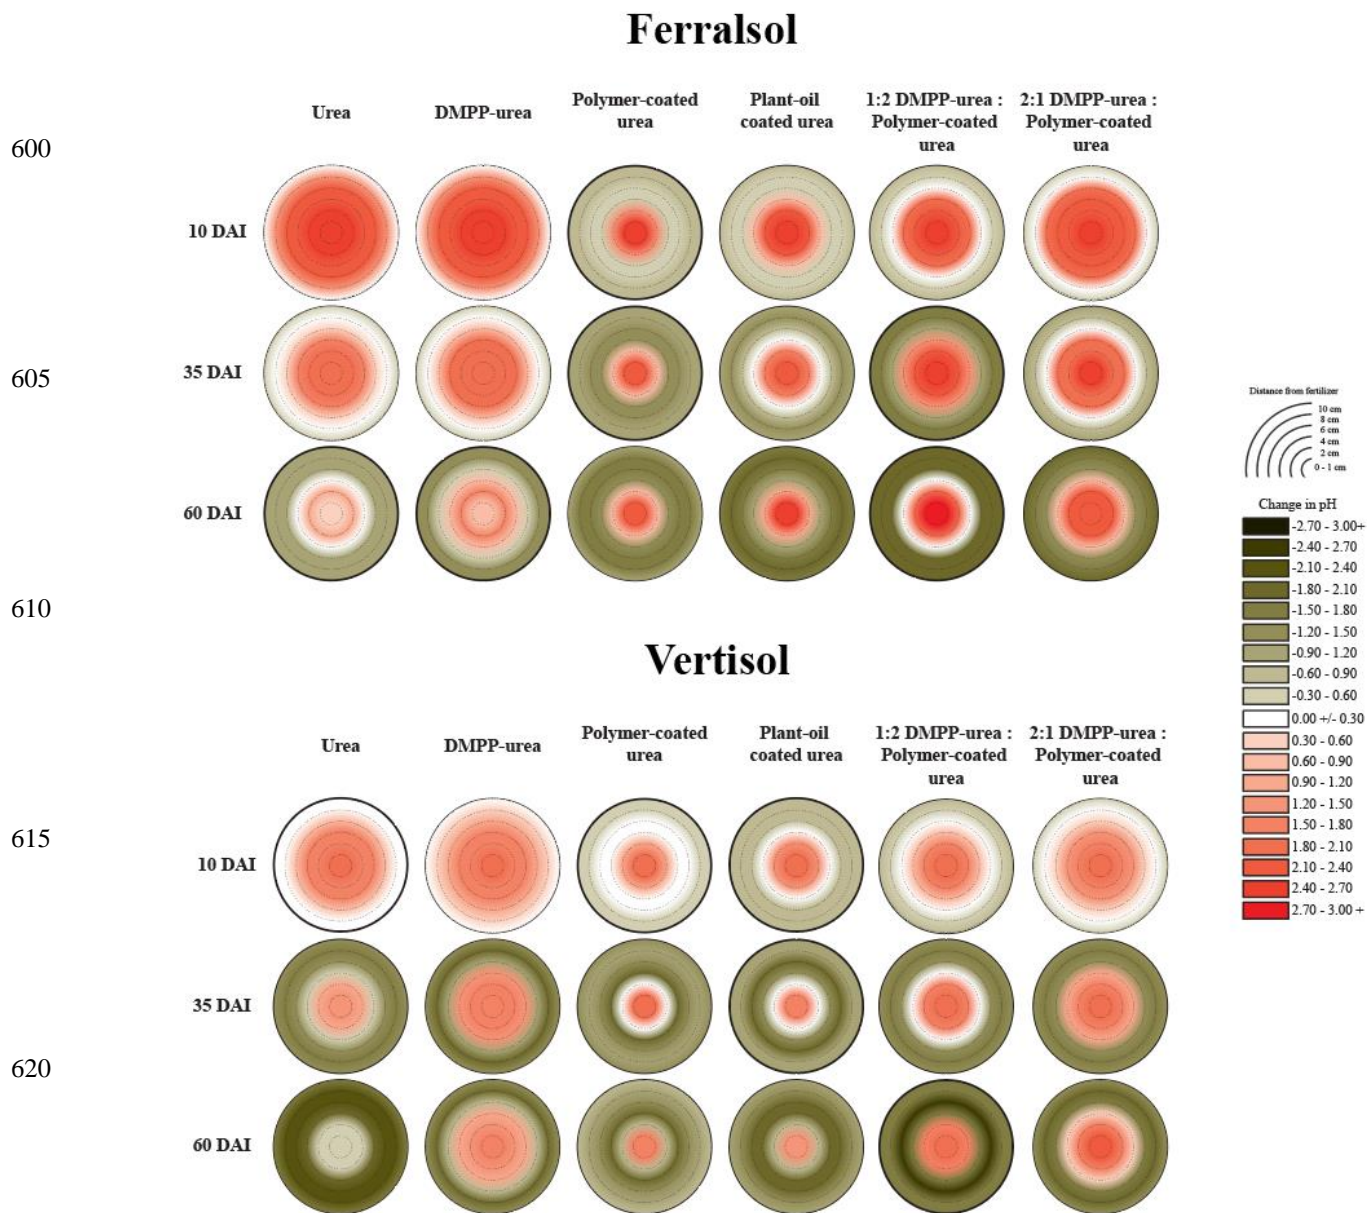 Ferralsol
Urea
DMPP-urea
Polymer-coated
urea
Plant-oil
coated urea
1:2 DMPP-urea :
Polymer-coated
urea
2:1 DMPP-urea :
Polymer-coated
urea
600
10 DAI
605
35 DAI
60 DAI
610
Distance from fertilizer
10 cm
8 cm
6 cm
4 cm
2 cm
0 - 1 cm
Change in pH
-2.70 - 3.00+
-2.40 - 2.70
-2.10 - 2.40
-1.80 - 2.10
-1.50 - 1.80
-1.20 - 1.50
-0.90 - 1.20
-0.60 - 0.90
-0.30 - 0.60
0.00 +/- 0.30
0.30 - 0.60
0.60 - 0.90
0.90 - 1.20
1.20 - 1.50
1.50 - 1.80
1.80 - 2.10
2.10 - 2.40
2.40 - 2.70
2.70 - 3.00 +
Vertisol
Urea
DMPP-urea
Polymer-coated
urea
Plant-oil
coated urea
1:2 DMPP-urea :
Polymer-coated
urea
2:1 DMPP-urea :
Polymer-coated
urea
615
10 DAI
35 DAI
620
60 DAI